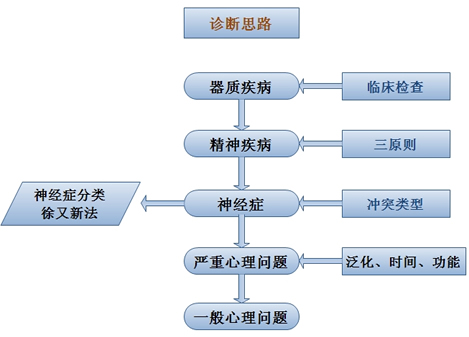 诊断思路
器质疾病
临床检查
精神疾病
三原则
神经症分类
徐又新法
神经症
冲突类型
严重心理问题
泛化、时间、功能
一般心理问题